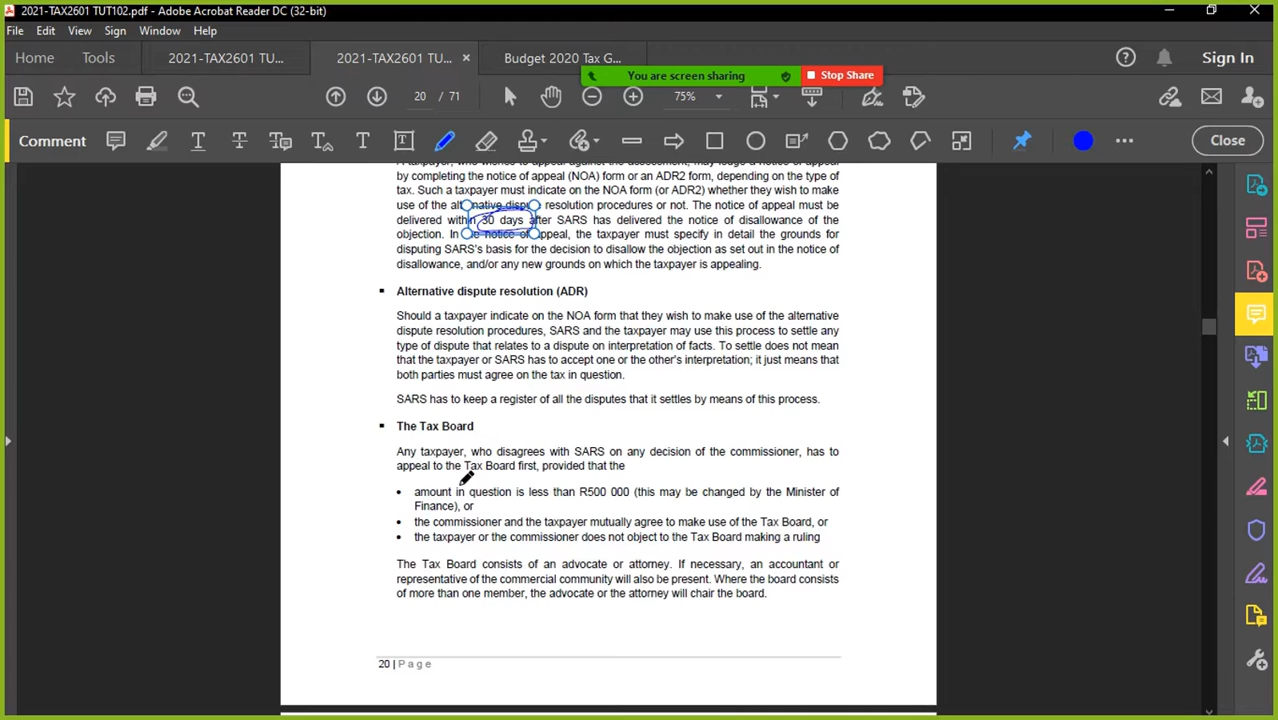 2021-TAX2601 TUT102.pdf - Adobe Acrobat Reader DC (32-bit)
File Edit View Sign Window Help
Home Tools 2021-TAX2601 TU... 2021-TAX2601 TU... × Budget 2020 Tax G... Sign In
You are screen sharing Stop Share
20 / 71 75%
Comment Close
A taxpayer, who wishes to appeal against the assessment, may lodge a notice of appeal
by completing the notice of appeal (NOA) form or an ADR2 form, depending on the type of
tax. Such a taxpayer must indicate on the NOA form (or ADR2) whether they wish to make
use of the alternative dispute resolution procedures or not. The notice of appeal must be
delivered within 30 days after SARS has delivered the notice of disallowance of the
objection. In the notice of appeal, the taxpayer must specify in detail the grounds for
disputing SARS's basis for the decision to disallow the objection as set out in the notice of
disallowance, and/or any new grounds on which the taxpayer is appealing.
▪ Alternative dispute resolution (ADR)
Should a taxpayer indicate on the NOA form that they wish to make use of the alternative
dispute resolution procedures, SARS and the taxpayer may use this process to settle any
type of dispute that relates to a dispute on interpretation of facts. To settle does not mean
that the taxpayer or SARS has to accept one or the other's interpretation; it just means that
both parties must agree on the tax in question.
SARS has to keep a register of all the disputes that it settles by means of this process.
▪ The Tax Board
Any taxpayer, who disagrees with SARS on any decision of the commissioner, has to
appeal to the Tax Board first, provided that the
• amount in question is less than R500 000 (this may be changed by the Minister of
Finance), or
• the commissioner and the taxpayer mutually agree to make use of the Tax Board, or
• the taxpayer or the commissioner does not object to the Tax Board making a ruling
The Tax Board consists of an advocate or attorney. If necessary, an accountant or
representative of the commercial community will also be present. Where the board consists
of more than one member, the advocate or the attorney will chair the board.
20 | Page